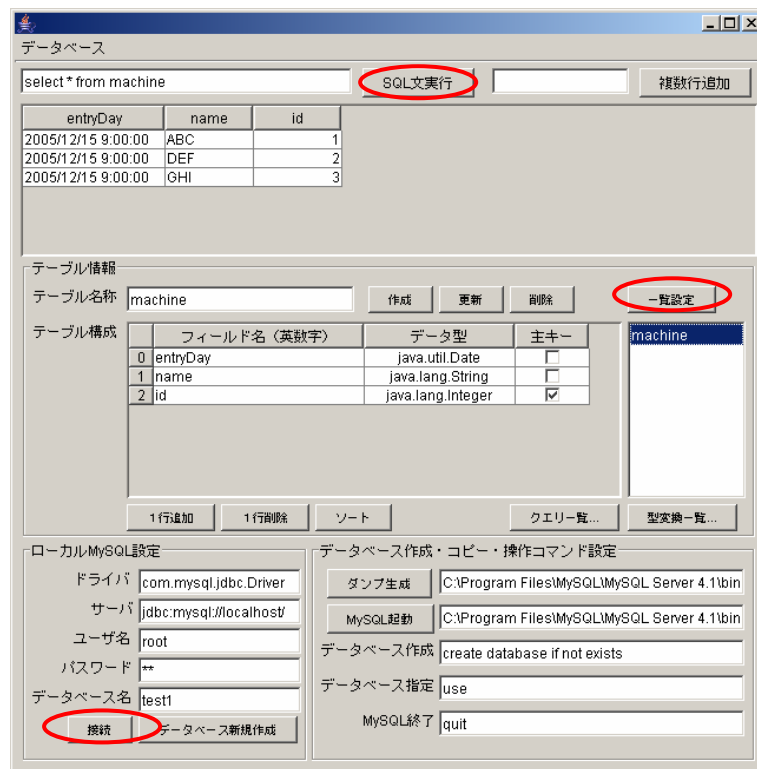 データベース
select * from machine SQL文実行 複数行追加
entryDay name id
2005/12/15 9:00:00 ABC 1
2005/12/15 9:00:00 DEF 2
2005/12/15 9:00:00 GHI 3
テーブル情報
テーブル名称 machine 作成 更新 削除 一覧設定
テーブル構成 フィールド名（英数字） データ型 主キー machine
0 entryDay java.util.Date
1 name java.lang.String
2 id java.lang.Integer
1行追加 1行削除 ソート クエリ一覧... 型変換一覧...
ローカルMySQL設定 データベース作成・コピー・操作コマンド設定
ドライバ com.mysql.jdbc.Driver ダンプ生成 C:\Program Files\MySQL\MySQL Server 4.1\bin
サーバ jdbc:mysql://localhost/ MySQL起動 C:\Program Files\MySQL\MySQL Server 4.1\bin
ユーザ名 root データベース作成 create database if not exists
パスワード ** データベース指定 use
データベース名 test1 MySQL終了 quit
接続 データベース新規作成